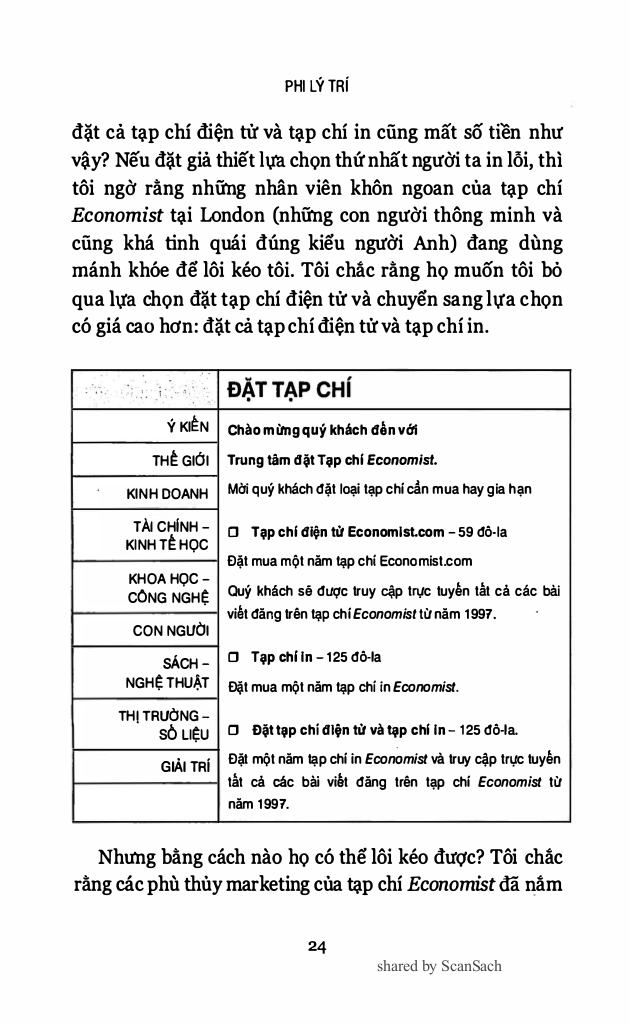 PHI LÝ TRÍ
đặt cả tạp chí điện tử và tạp chí in cũng mất số tiền như
vậy? Nếu đặt giả thiết lựa chọn thứ nhất người ta in lỗi, thì
tôi ngờ rằng những nhân viên khôn ngoan của tạp chí
Economist tại London (những con người thông minh và
cũng khá tinh quái đúng kiểu người Anh) đang dùng
mánh khóe để lôi kéo tôi. Tôi chắc rằng họ muốn tôi bỏ
qua lựa chọn đặt tạp chí điện tử và chuyển sang lựa chọn
có giá cao hơn: đặt cả tạp chí điện tử và tạp chí in.
ĐẶT TẠP CHÍ
Ý KIẾN
THẾ GIỚI
KINH DOANH
TÀI CHÍNH –
KINH TẾ HỌC
KHOA HỌC –
CÔNG NGHỆ
CON NGƯỜI
SÁCH –
NGHỆ THUẬT
THỊ TRƯỜNG –
SỐ LIỆU
GIẢI TRÍ
Chào mừng quý khách đến với
Trung tâm đặt Tạp chí Economist.
Mời quý khách đặt loại tạp chí cần mua hay gia hạn
❒ Tạp chí điện tử Economist.com – 59 đô-la
Đặt mua một năm tạp chí Economist.com
Quý khách sẽ được truy cập trực tuyến tất cả các bài
viết đăng trên tạp chí Economist từ năm 1997.
❒ Tạp chí in – 125 đô-la
Đặt mua một năm tạp chí in Economist.
❒ Đặt tạp chí điện tử và tạp chí in – 125 đô-la.
Đặt một năm tạp chí in Economist và truy cập trực tuyến
tất cả các bài viết đăng trên tạp chí Economist từ
năm 1997.
Nhưng bằng cách nào họ có thể lôi kéo được? Tôi chắc
rằng các phù thủy marketing của tạp chí Economist đã nắm
24
shared by ScanSach